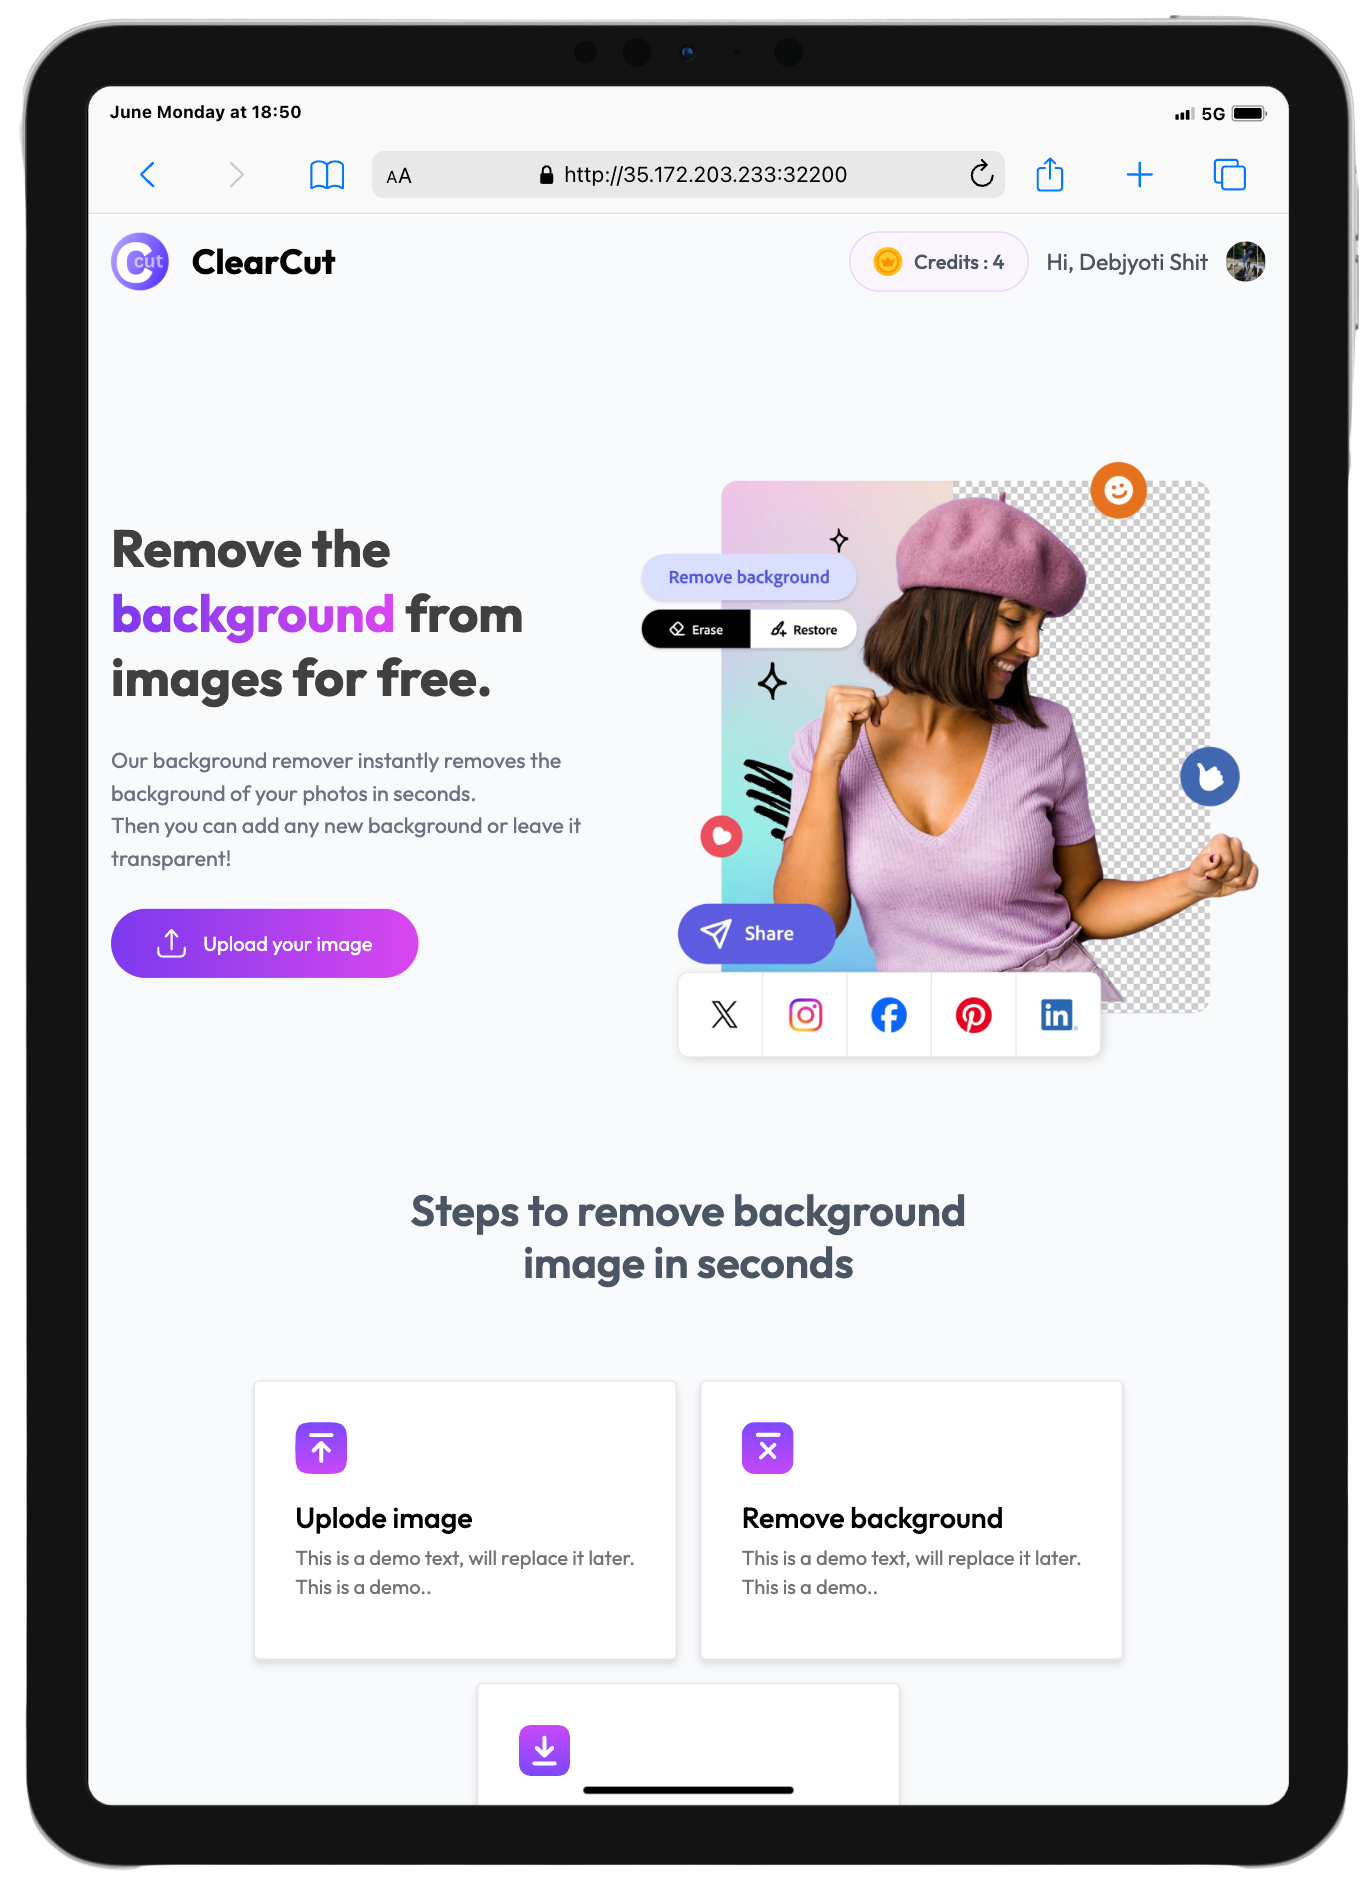 June Monday at 18:50
5G
AA
http://35.172.203.233:32200
C cut
ClearCut
Credits : 4
Hi, Debjyoti Shit
Remove the
background from
images for free.
Our background remover instantly removes the
background of your photos in seconds.
Then you can add any new background or leave it
transparent!
Upload your image
Remove background
Erase
Restore
Share
in
Steps to remove background
image in seconds
Uplode image
This is a demo text, will replace it later.
This is a demo..
Remove background
This is a demo text, will replace it later.
This is a demo..